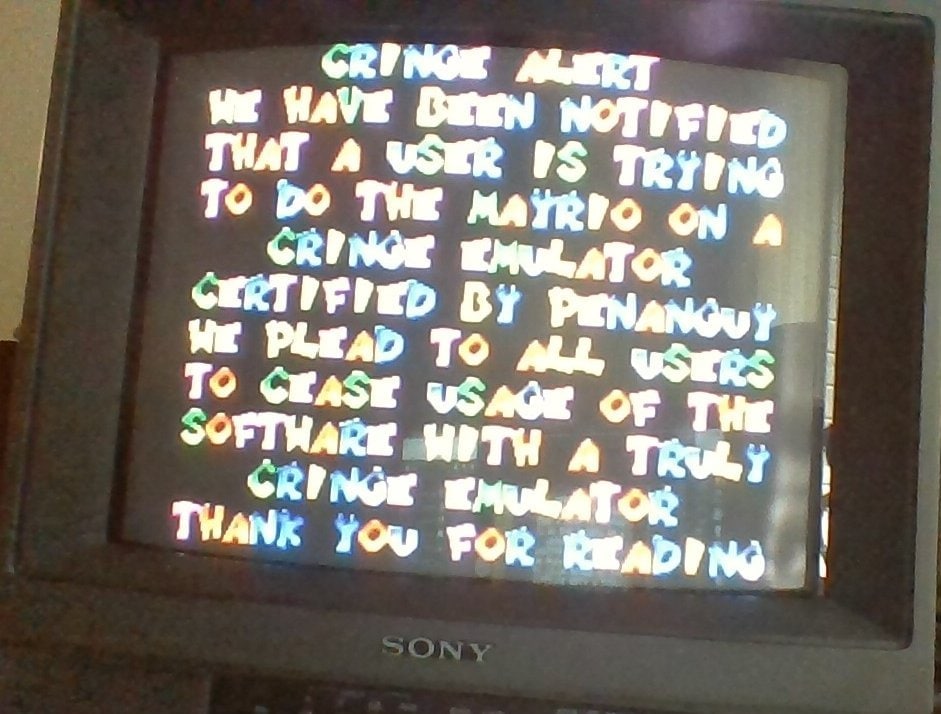 CRINGE ALERT
WE HAVE BEEN NOTIFIED
THAT A USER IS TRYING
TO DO THE MAYRIO ON A
CRINGE EMULATOR
CERTIFIED BY PENANGUY
WE PLEAD TO ALL USERS
TO CEASE USAGE OF THE
SOFTWARE WITH A TRULY
CRINGE EMULATOR
THANK YOU FOR READING
SONY